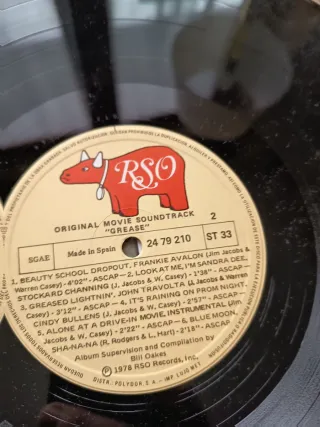 RSO
ORIGINAL MOVIE SOUNDTRACK
"GREASE"
SGAE
Made in Spain
24 79 210
2
ST 33
1. BEAUTY SCHOOL DROPOUT, FRANKIE AVALON (Jim Jacobs &
Warren Casey) - 4'02" - ASCAP - 2. LOOK AT ME, I'M SANDRA DEE,
STOCKARD CHANNING (J. Jacobs & W. Casey) - 1'38" - ASCAP -
3. GREASED LIGHTNIN', JOHN TRAVOLTA (J. Jacobs & Warren
Casey) - 3'12" - ASCAP - 4. IT'S RAINING ON PROM NIGHT,
CINDY BULLENS (J. Jacobs & W. Casey) - 2'57" - ASCAP -
5. ALONE AT A DRIVE-IN MOVIE, INSTRUMENTAL (Jim
Jacobs & W. Casey) - 2'22" - ASCAP - 6. BLUE MOON,
SHA-NA-NA (R. Rodgers & L. Hart) - 2'18" - ASCAP -
Album Supervision and Compilation by
Bill Oakes
℗ 1978 RSO Records, Inc.
DISTR.: POLYDOR, S. A.